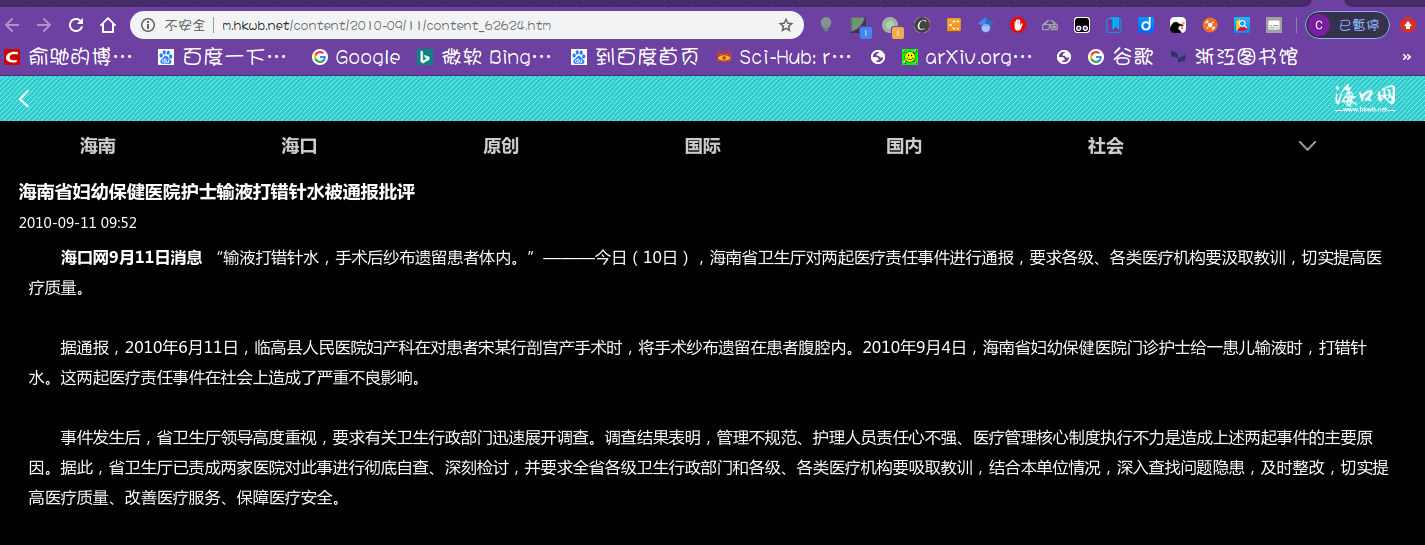 不安全 | m.hkwb.net/content/2010-09/11/content_62624.htm
C 已暂停
俞驰的博… 百度一下… Google 微软 Bing… 到百度首页 Sci-Hub: r… arXiv.org… 谷歌 浙江图书馆 »
海口网
www.hkwb.net
海南 海口 原创 国际 国内 社会
海南省妇幼保健医院护士输液打错针水被通报批评
2010-09-11 09:52
海口网9月11日消息 “输液打错针水，手术后纱布遗留患者体内。”———今日（10日），海南省卫生厅对两起医疗责任事件进行通报，要求各级、各类医疗机构要汲取教训，切实提高医
疗质量。
据通报，2010年6月11日，临高县人民医院妇产科在对患者宋某行剖宫产手术时，将手术纱布遗留在患者腹腔内。2010年9月4日，海南省妇幼保健医院门诊护士给一患儿输液时，打错针
水。这两起医疗责任事件在社会上造成了严重不良影响。
事件发生后，省卫生厅领导高度重视，要求有关卫生行政部门迅速展开调查。调查结果表明，管理不规范、护理人员责任心不强、医疗管理核心制度执行不力是造成上述两起事件的主要原
因。据此，省卫生厅已责成两家医院对此事进行彻底自查、深刻检讨，并要求全省各级卫生行政部门和各级、各类医疗机构要吸取教训，结合本单位情况，深入查找问题隐患，及时整改，切实提
高医疗质量、改善医疗服务、保障医疗安全。